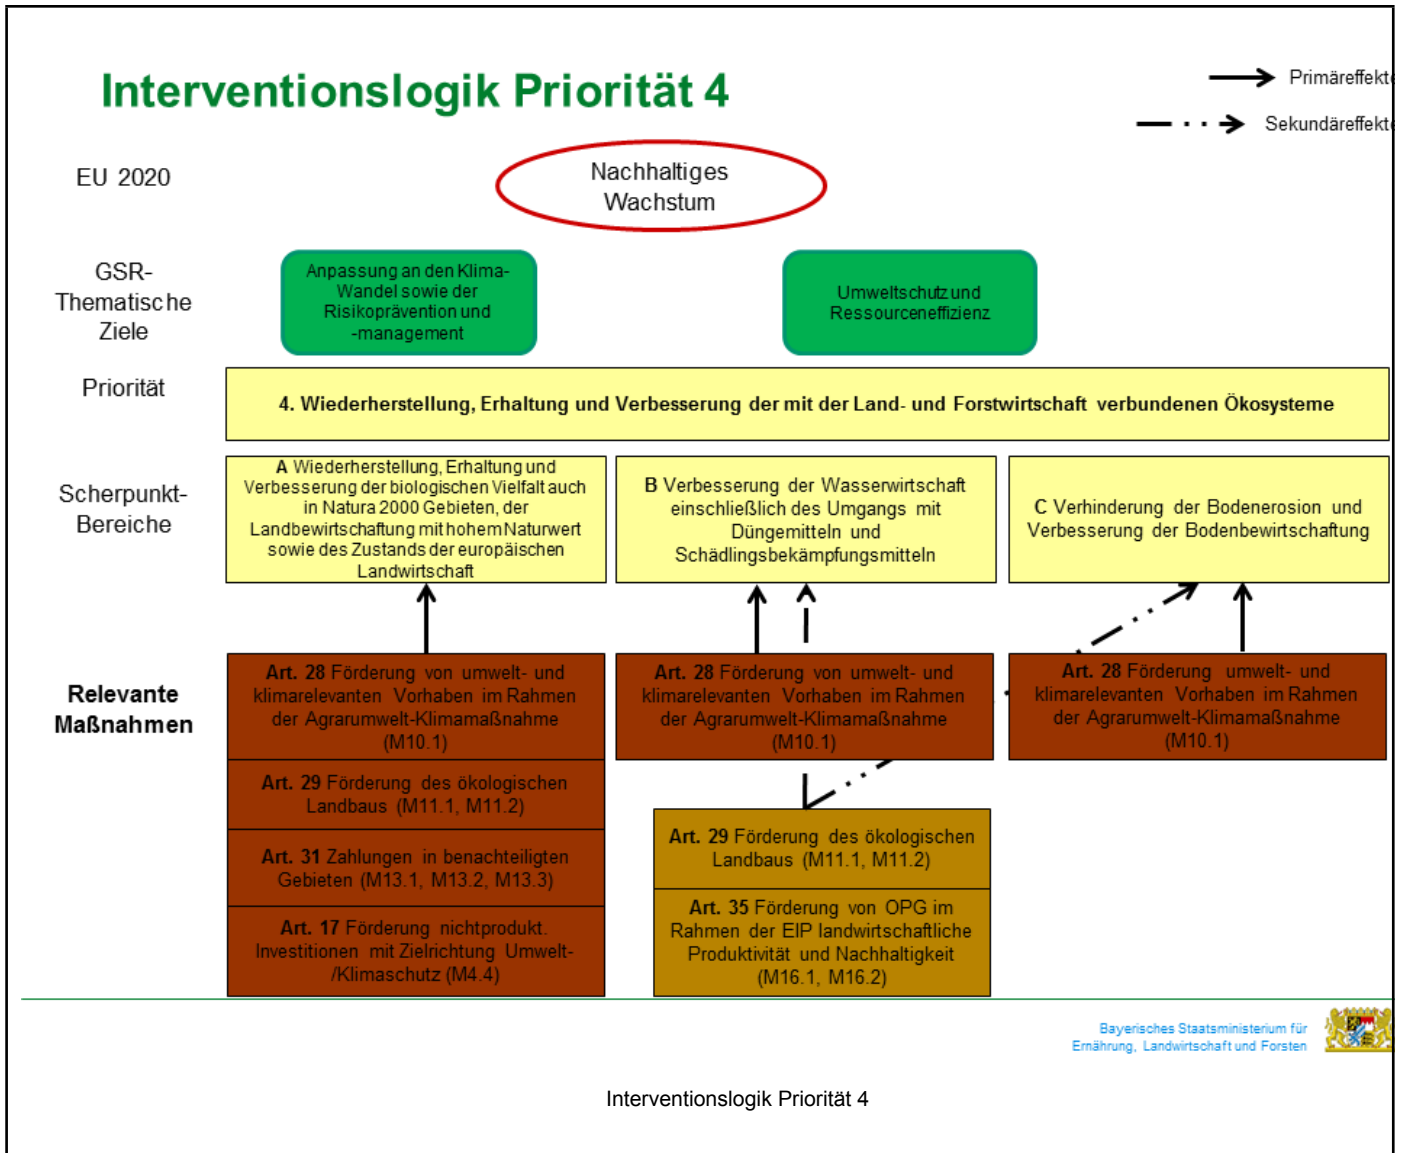 Interventionslogik Priorität 4
Primäreffekte
Sekundäreffekte
EU 2020
Nachhaltiges
Wachstum
GSR-
Thematische
Ziele
Anpassung an den Klima-
Wandel sowie der
Risikoprävention und
-management
Umweltschutz und
Ressourceneffizienz
Priorität
4. Wiederherstellung, Erhaltung und Verbesserung der mit der Land- und Forstwirtschaft verbundenen Ökosysteme
Scherpunkt-
Bereiche
A Wiederherstellung, Erhaltung und
Verbesserung der biologischen Vielfalt auch
in Natura 2000 Gebieten, der
Landbewirtschaftung mit hohem Naturwert
sowie des Zustands der europäischen
Landwirtschaft
B Verbesserung der Wasserwirtschaft
einschließlich des Umgangs mit
Düngemitteln und
Schädlingsbekämpfungsmitteln
C Verhinderung der Bodenerosion und
Verbesserung der Bodenbewirtschaftung
Relevante
Maßnahmen
Art. 28 Förderung von umwelt- und
klimarelevanten Vorhaben im Rahmen
der Agrarumwelt-Klimamaßnahme
(M10.1)
Art. 29 Förderung des ökologischen
Landbaus (M11.1, M11.2)
Art. 31 Zahlungen in benachteiligten
Gebieten (M13.1, M13.2, M13.3)
Art. 17 Förderung nichtprodukt.
Investitionen mit Zielrichtung Umwelt-
/Klimaschutz (M4.4)
Art. 28 Förderung von umwelt- und
klimarelevanten Vorhaben im Rahmen
der Agrarumwelt-Klimamaßnahme
(M10.1)
Art. 29 Förderung des ökologischen
Landbaus (M11.1, M11.2)
Art. 35 Förderung von OPG im
Rahmen der EIP landwirtschaftliche
Produktivität und Nachhaltigkeit
(M16.1, M16.2)
Art. 28 Förderung umwelt- und
klimarelevanten Vorhaben im Rahmen
der Agrarumwelt-Klimamaßnahme
(M10.1)
Bayerisches Staatsministerium für
Ernährung, Landwirtschaft und Forsten
Interventionslogik Priorität 4